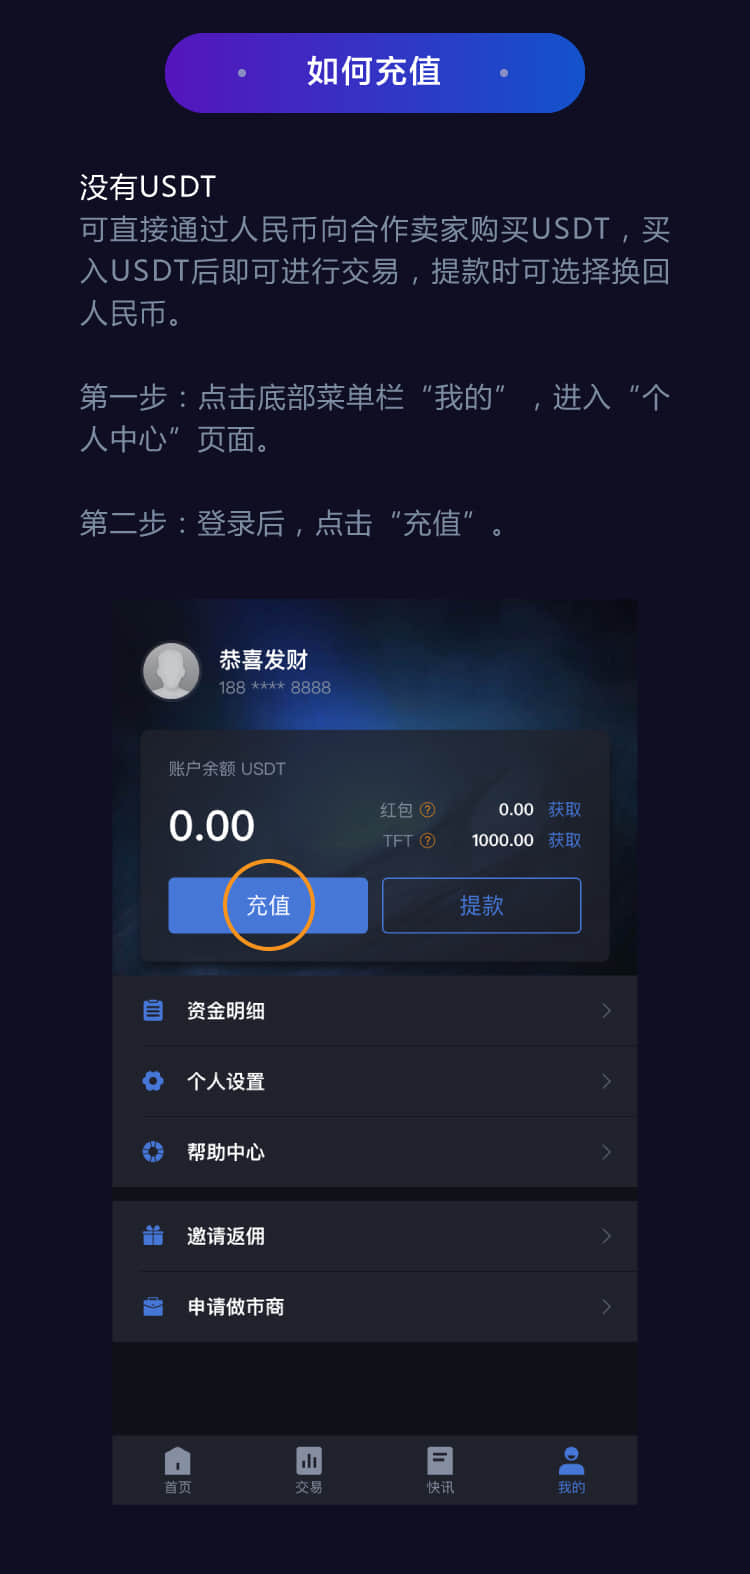 如何充值
没有USDT
可直接通过人民币向合作卖家购买USDT，买
入USDT后即可进行交易，提款时可选择换回
人民币。
第一步：点击底部菜单栏“我的”，进入“个
人中心”页面。
第二步：登录后，点击“充值”。
恭喜发财
188 **** 8888
账户余额 USDT
0.00
红包 ? 0.00 获取
TFT ? 1000.00 获取
充值
提款
资金明细
个人设置
帮助中心
邀请返佣
申请做市商
首页 交易 快讯 我的